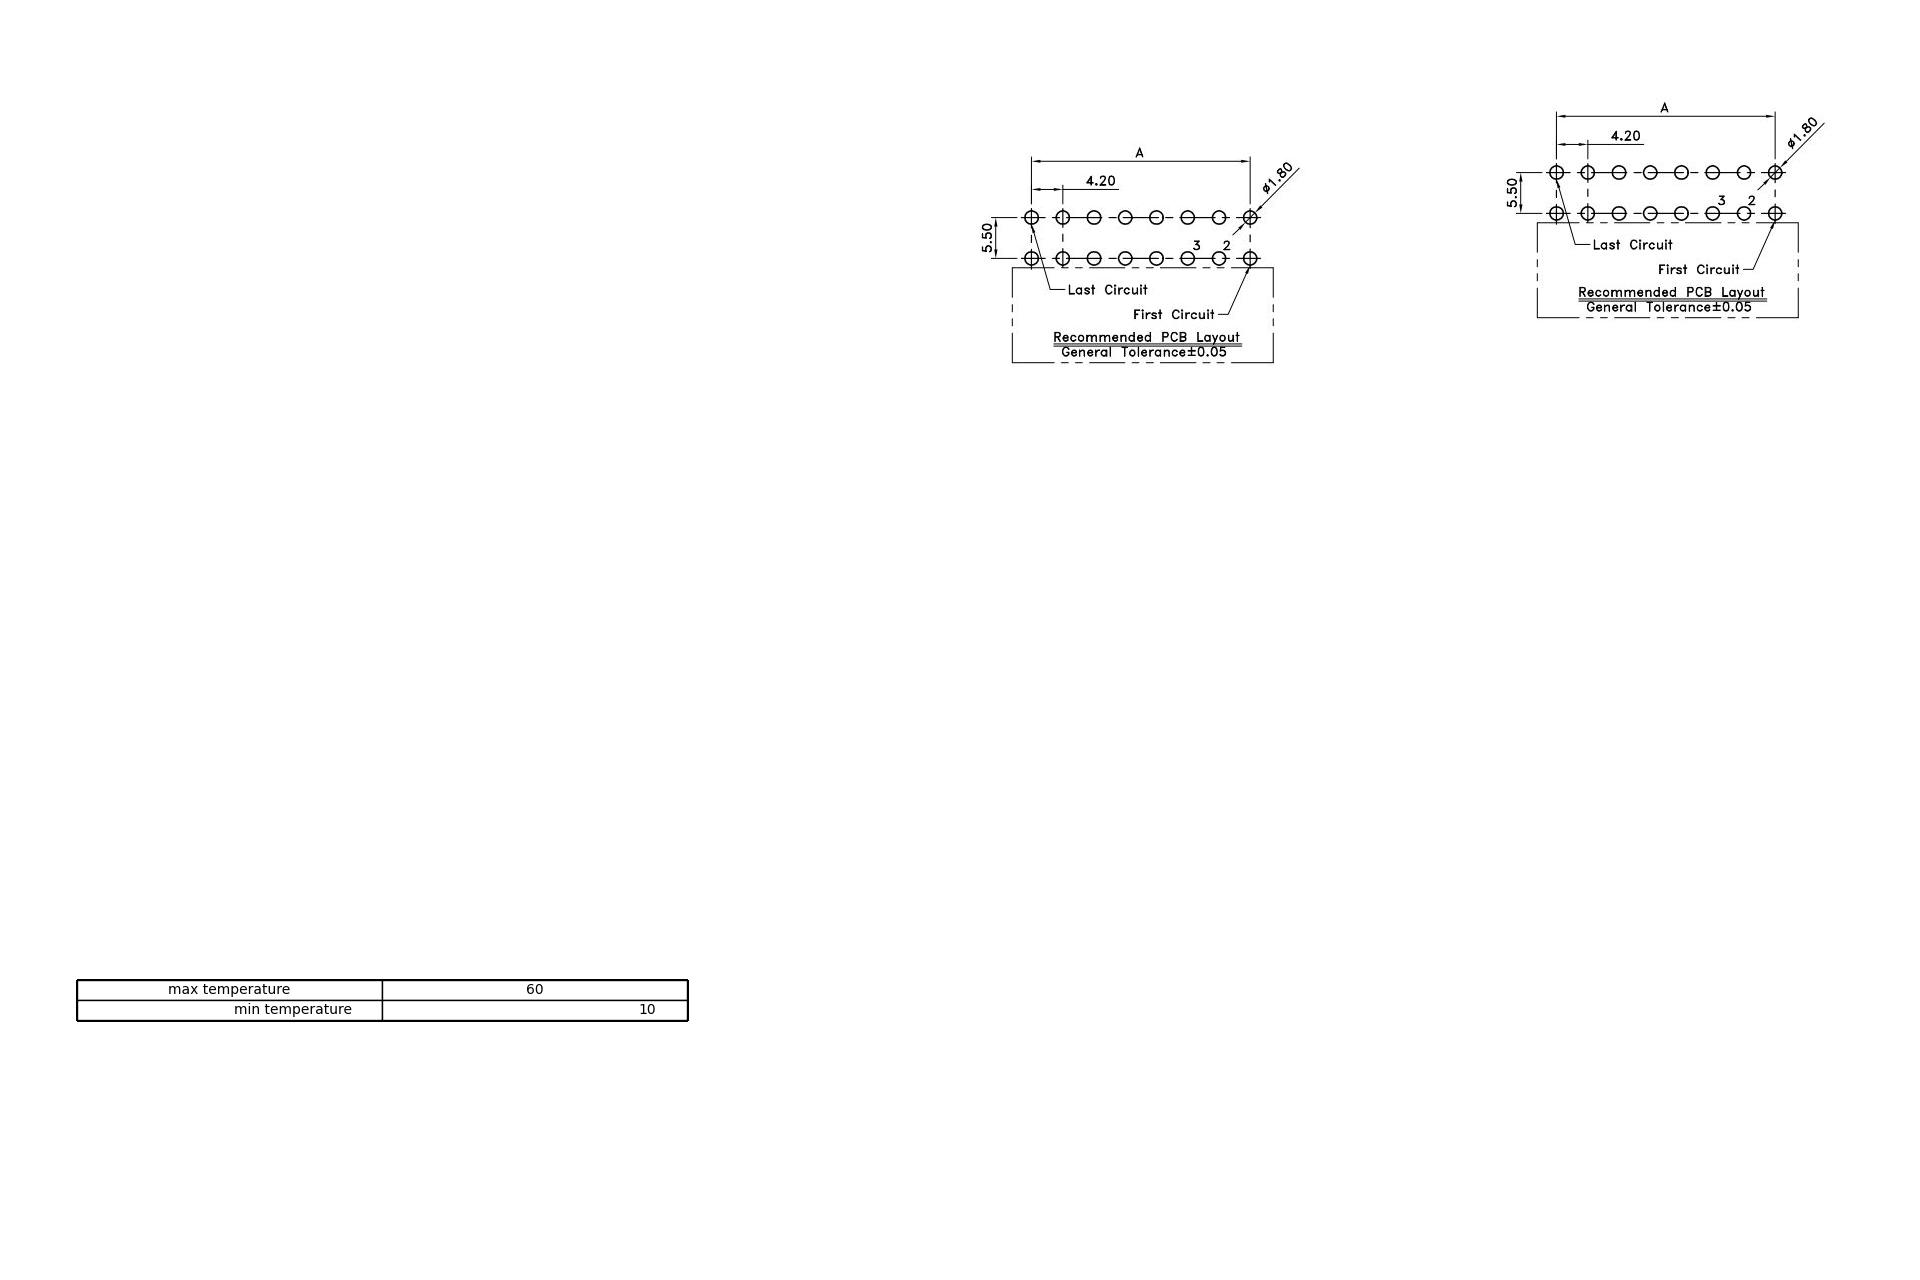 A
4.20
ø1.80
5.50
3
2
Last Circuit
First Circuit
Recommended PCB Layout
General Tolerance±0.05
A
4.20
ø1.80
5.50
3
2
Last Circuit
First Circuit
Recommended PCB Layout
General Tolerance±0.05
max temperature 60
min temperature 10